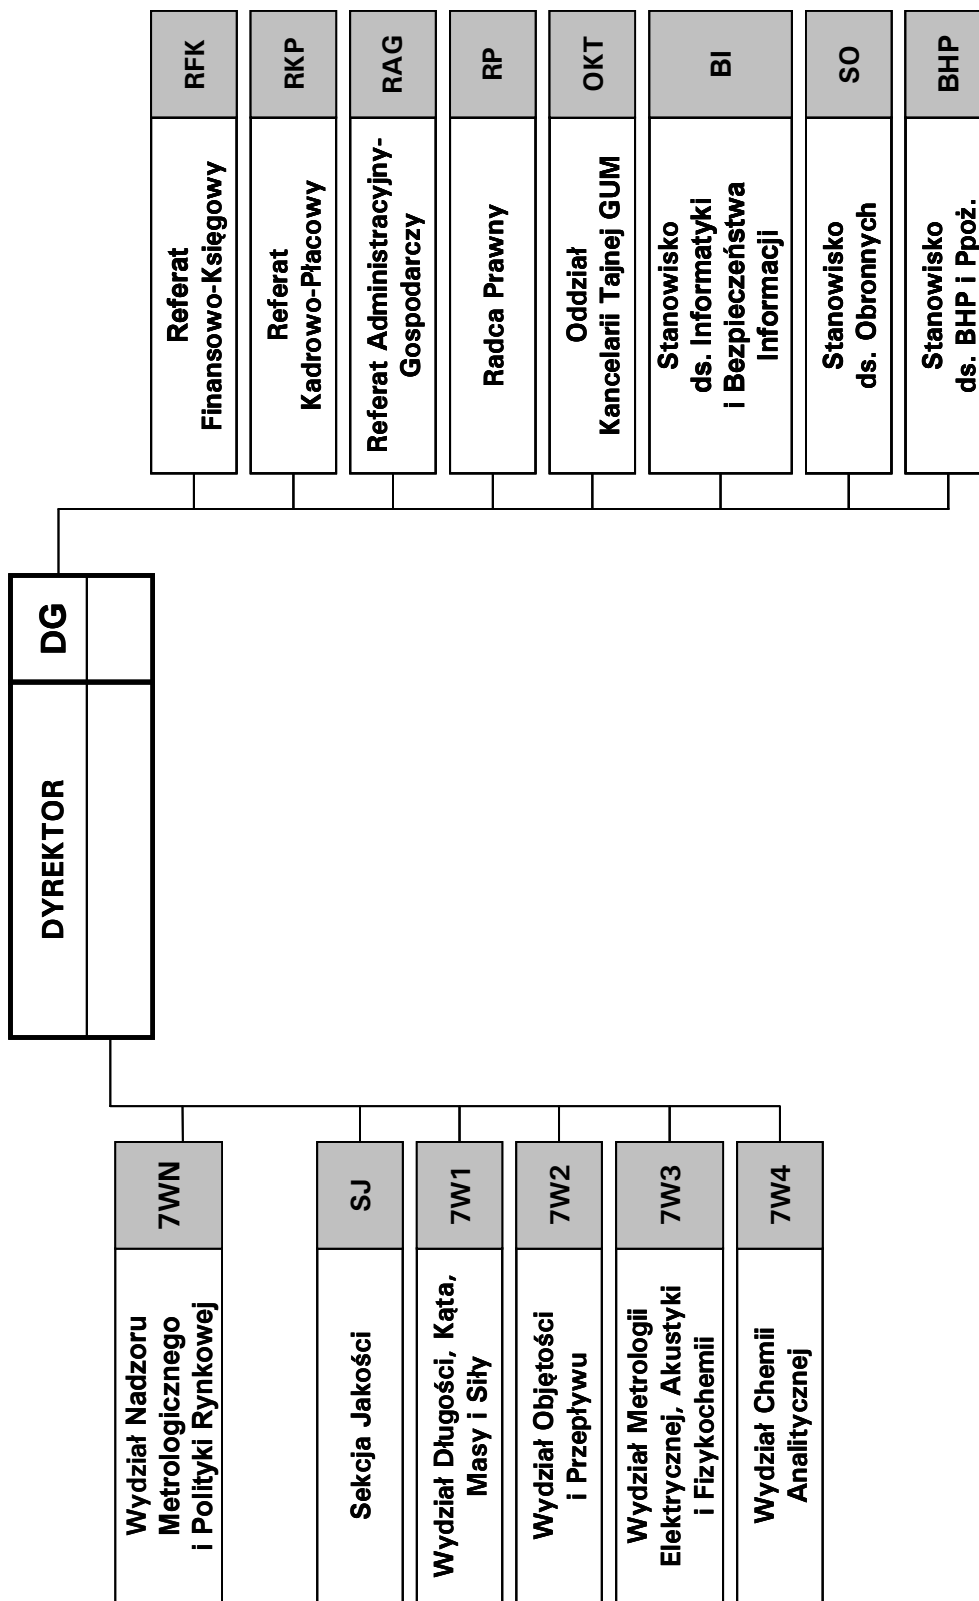 DYREKTOR
DG
Wydział Nadzoru
Metrologicznego
i Polityki Rynkowej
7WN
Sekcja Jakości
SJ
Wydział Długości, Kąta,
Masy i Siły
7W1
Wydział Objętości
i Przepływu
7W2
Wydział Metrologii
Elektrycznej, Akustyki
i Fizykochemii
7W3
Wydział Chemii
Analitycznej
7W4
Referat
Finansowo-Księgowy
RFK
Referat
Kadrowo-Płacowy
RKP
Referat Administracyjny-
Gospodarczy
RAG
Radca Prawny
RP
Oddział
Kancelarii Tajnej GUM
OKT
Stanowisko
ds. Informatyki
i Bezpieczeństwa
Informacji
BI
Stanowisko
ds. Obronnych
SO
Stanowisko
ds. BHP i Ppoż.
BHP